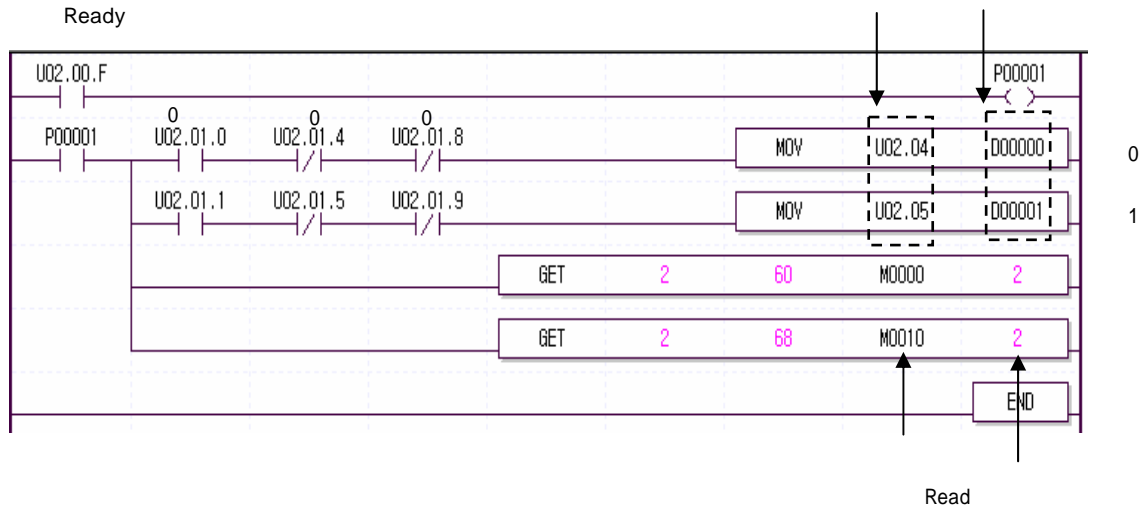 Ready
U02.00.F P00001
0 0 0
P00001 U02.01.0 U02.01.4 U02.01.8 MOV U02.04 D00000 0
U02.01.1 U02.01.5 U02.01.9 MOV U02.05 D00001 1
GET 2 60 M0000 2
GET 2 68 M0010 2
END
Read